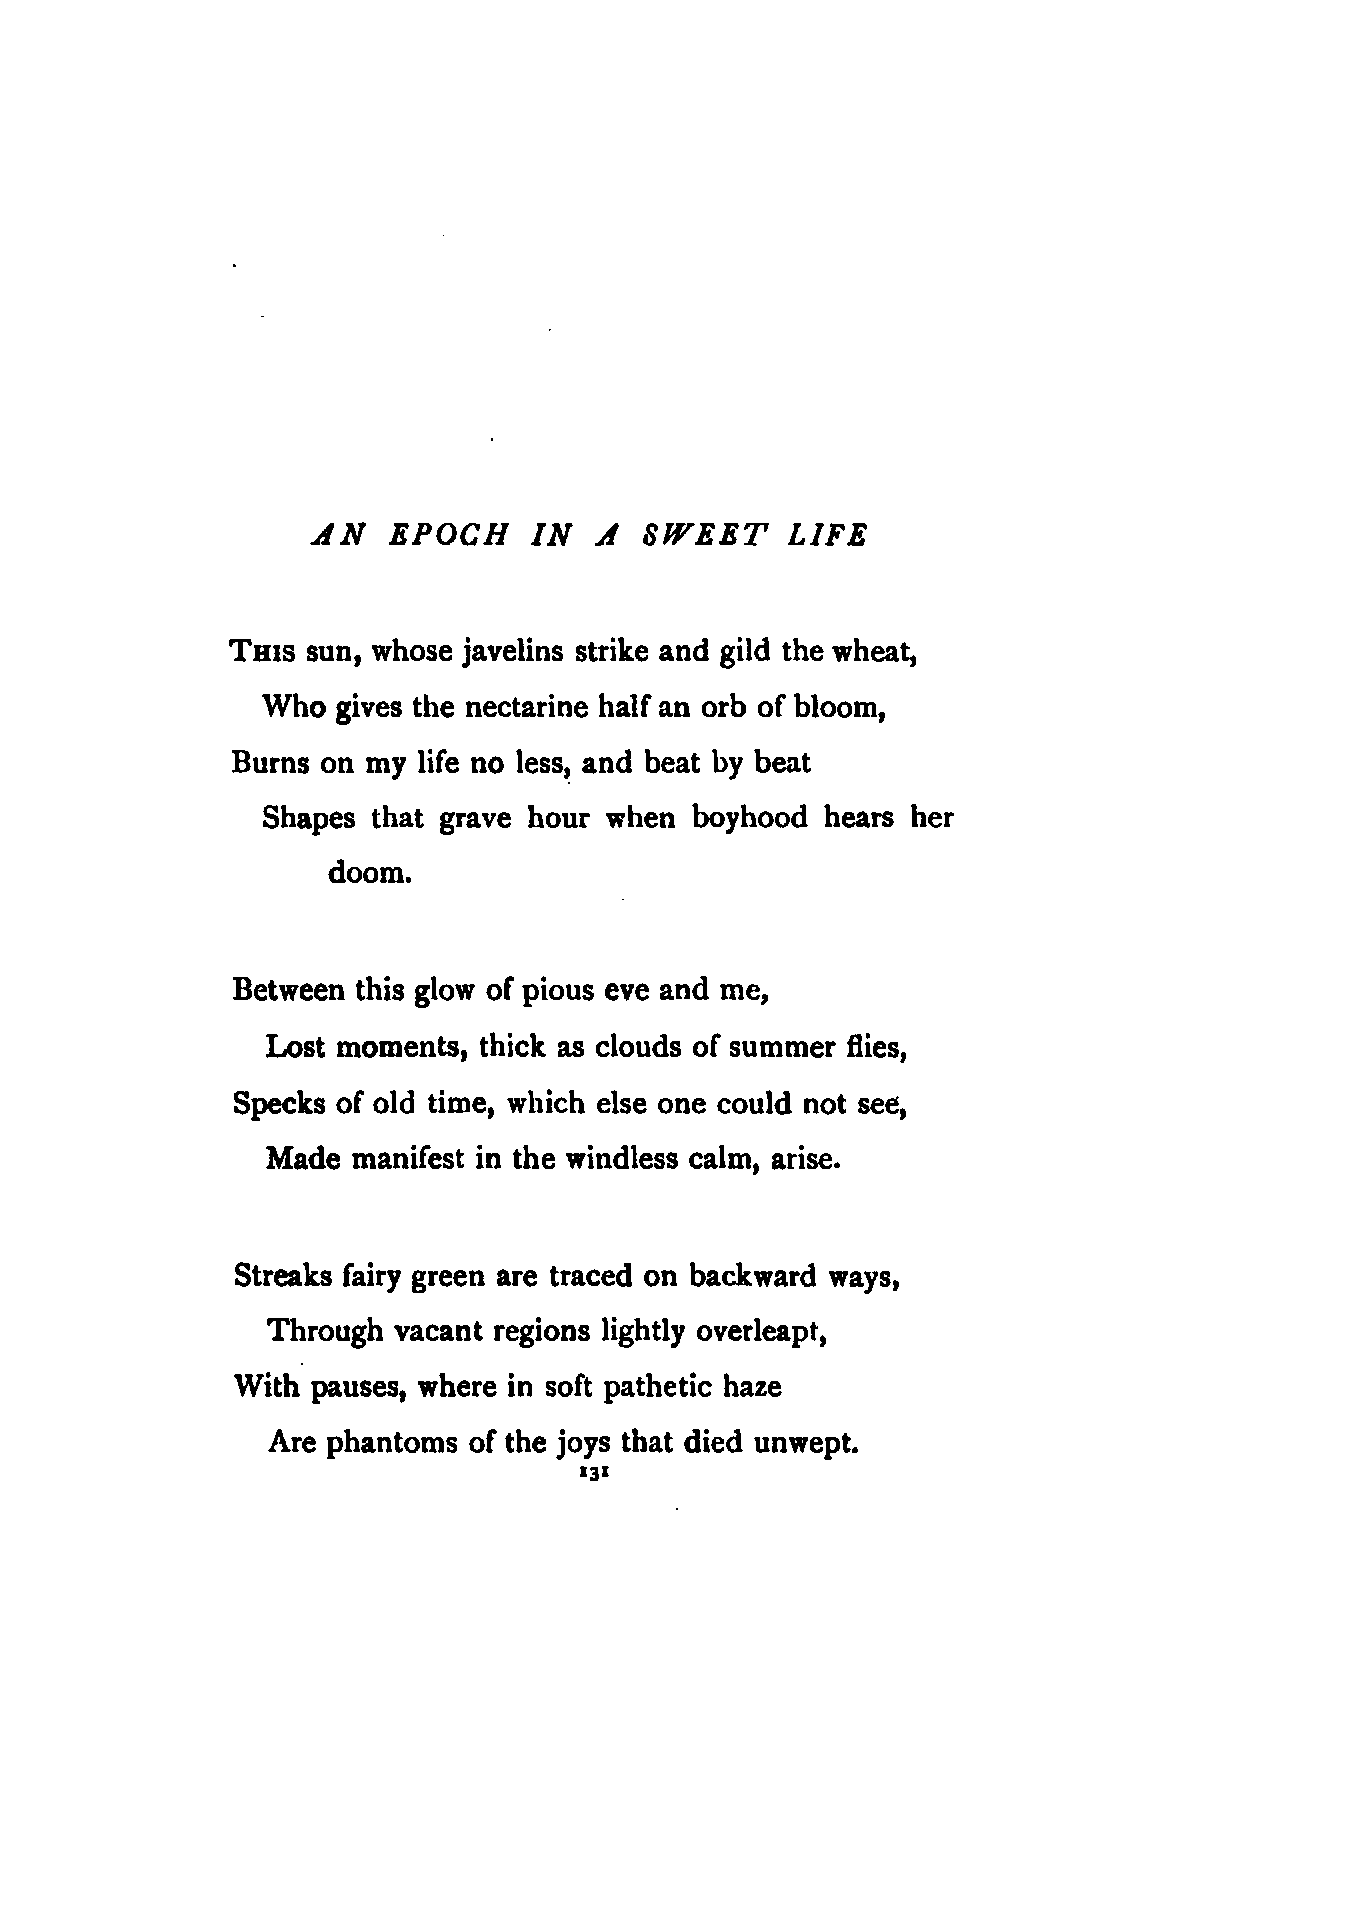 AN EPOCH IN A SWEET LIFE
THIS sun, whose javelins strike and gild the wheat,
Who gives the nectarine half an orb of bloom,
Burns on my life no less, and beat by beat
Shapes that grave hour when boyhood hears her
doom.
Between this glow of pious eve and me,
Lost moments, thick as clouds of summer flies,
Specks of old time, which else one could not see,
Made manifest in the windless calm, arise.
Streaks fairy green are traced on backward ways,
Through vacant regions lightly overleapt,
With pauses, where in soft pathetic haze
Are phantoms of the joys that died unwept.
131